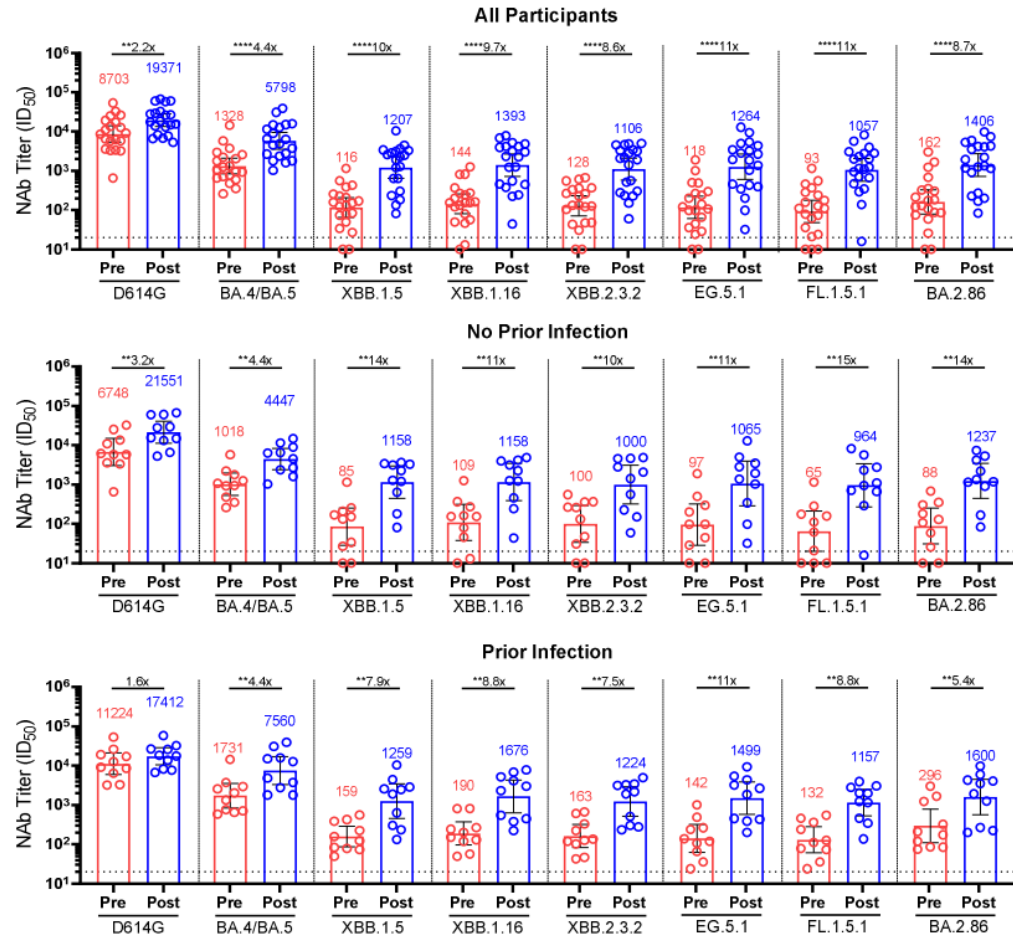 All Participants
**2.2x ****4.4x ****10x ****9.7x ****8.6x ****11x ****11x ****8.7x
NAb Titer (ID50)
10⁶
10⁵
10⁴
10³
10²
10¹
8703 19371 1328 5798 116 1207 144 1393 128 1106 118 1264 93 1057 162 1406
Pre Post Pre Post Pre Post Pre Post Pre Post Pre Post Pre Post Pre Post
D614G BA.4/BA.5 XBB.1.5 XBB.1.16 XBB.2.3.2 EG.5.1 FL.1.5.1 BA.2.86
No Prior Infection
**3.2x **4.4x **14x **11x **10x **11x **15x **14x
NAb Titer (ID50)
10⁶
10⁵
10⁴
10³
10²
10¹
6748 21551 1018 4447 85 1158 109 1158 100 1000 97 1065 65 964 88 1237
Pre Post Pre Post Pre Post Pre Post Pre Post Pre Post Pre Post Pre Post
D614G BA.4/BA.5 XBB.1.5 XBB.1.16 XBB.2.3.2 EG.5.1 FL.1.5.1 BA.2.86
Prior Infection
1.6x **4.4x **7.9x **8.8x **7.5x **11x **8.8x **5.4x
NAb Titer (ID50)
10⁶
10⁵
10⁴
10³
10²
10¹
11224 17412 1731 7560 159 1259 190 1676 163 1224 142 1499 132 1157 296 1600
Pre Post Pre Post Pre Post Pre Post Pre Post Pre Post Pre Post Pre Post
D614G BA.4/BA.5 XBB.1.5 XBB.1.16 XBB.2.3.2 EG.5.1 FL.1.5.1 BA.2.86